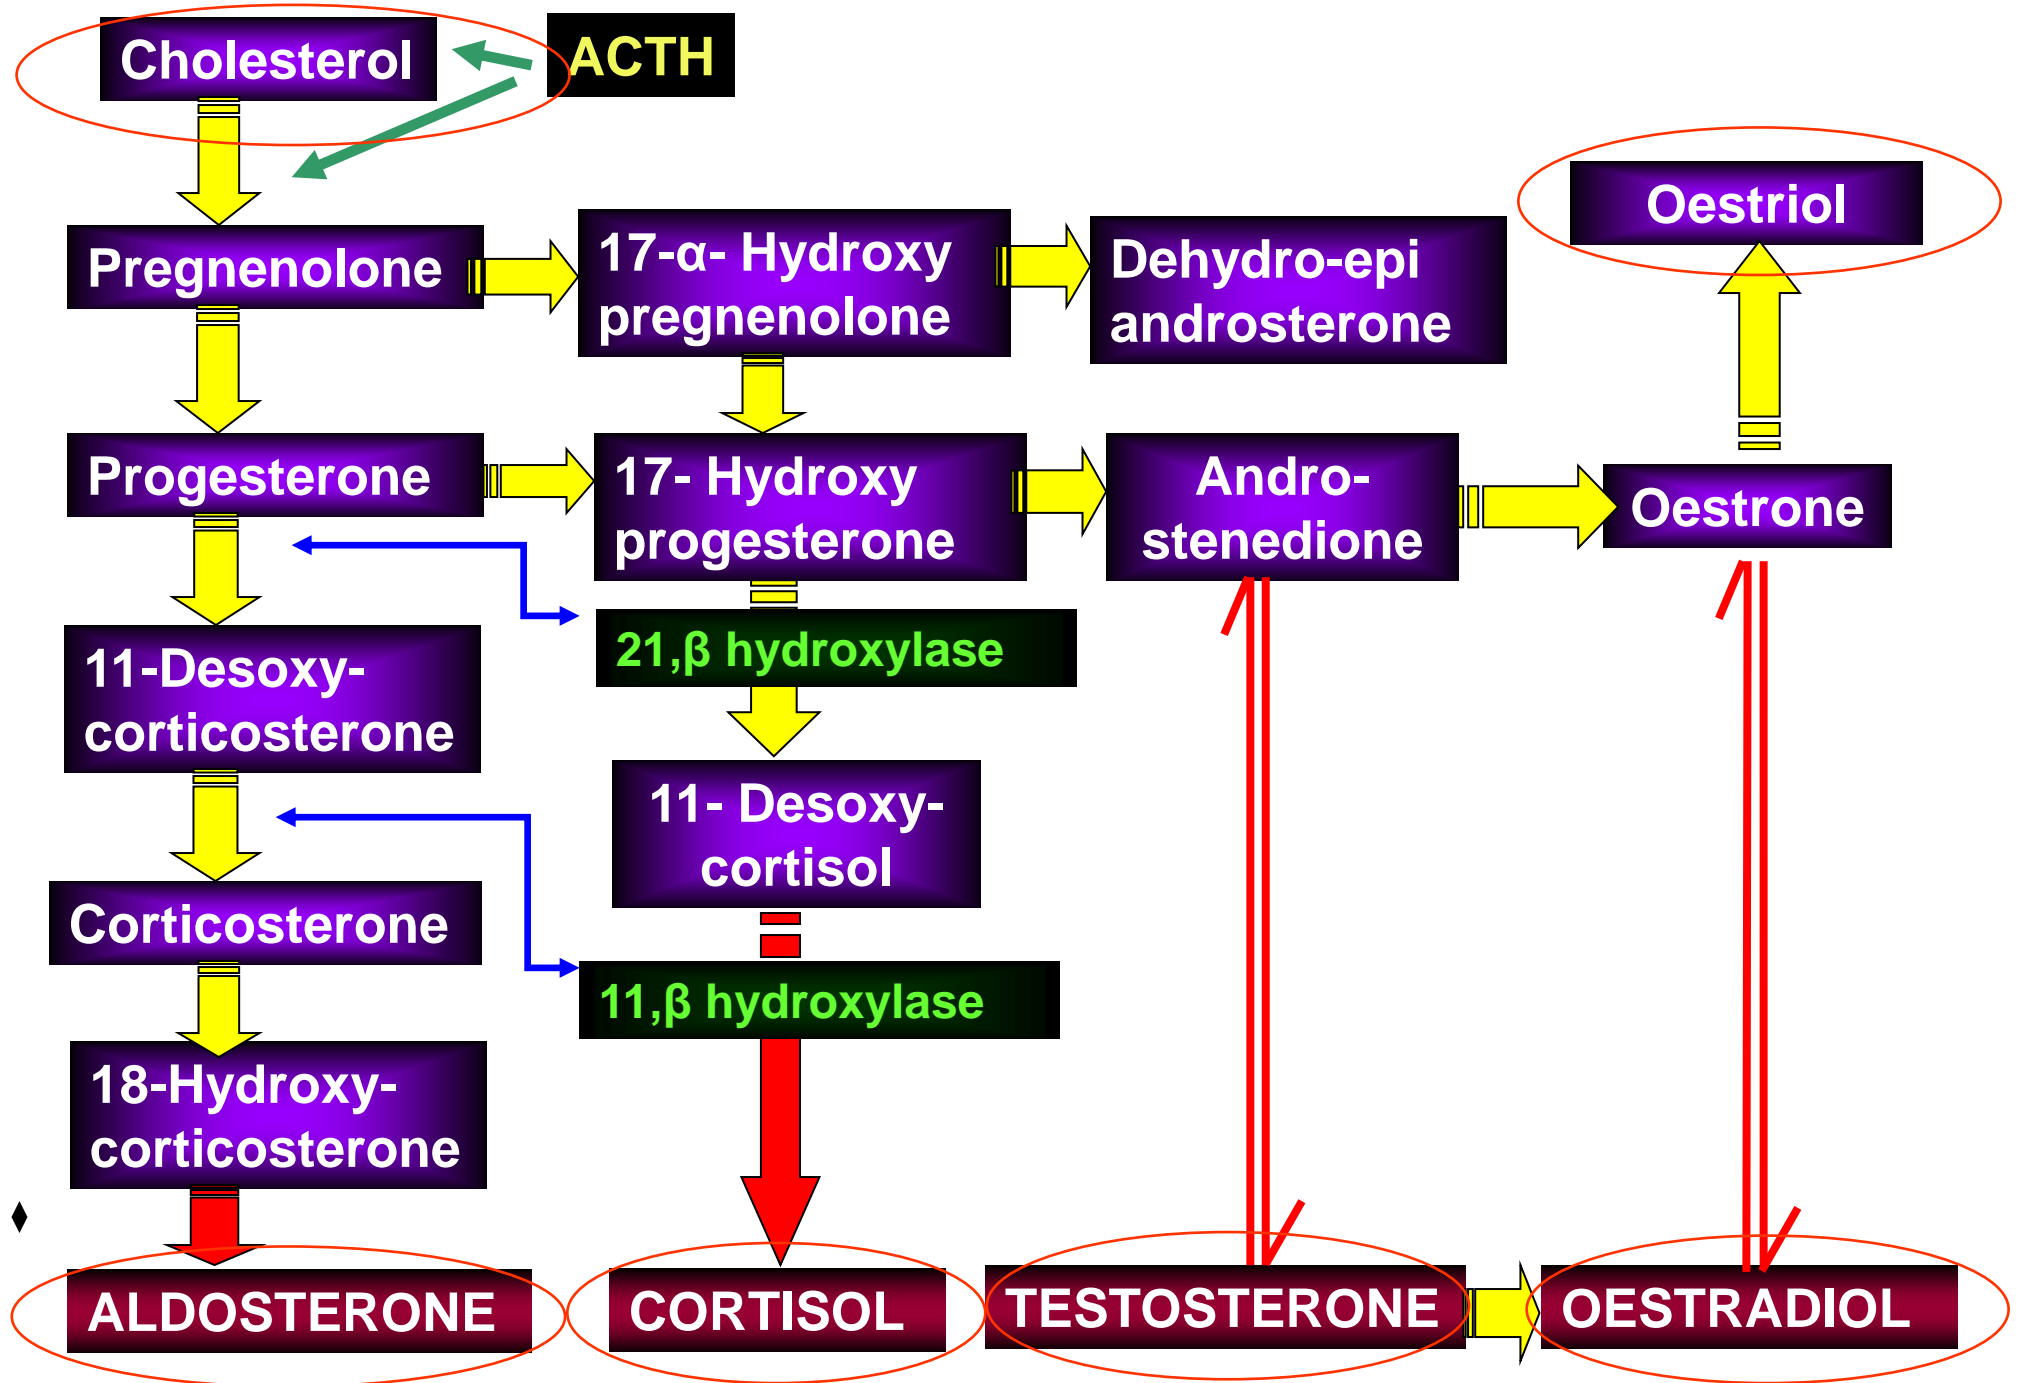 Cholesterol
ACTH
Oestriol
Pregnenolone
17-α- Hydroxy
pregnenolone
Dehydro-epi
androsterone
Progesterone
17- Hydroxy
progesterone
Andro-
stenedione
Oestrone
21,β hydroxylase
11-Desoxy-
corticosterone
11- Desoxy-
cortisol
Corticosterone
11,β hydroxylase
18-Hydroxy-
corticosterone
ALDOSTERONE
CORTISOL
TESTOSTERONE
OESTRADIOL